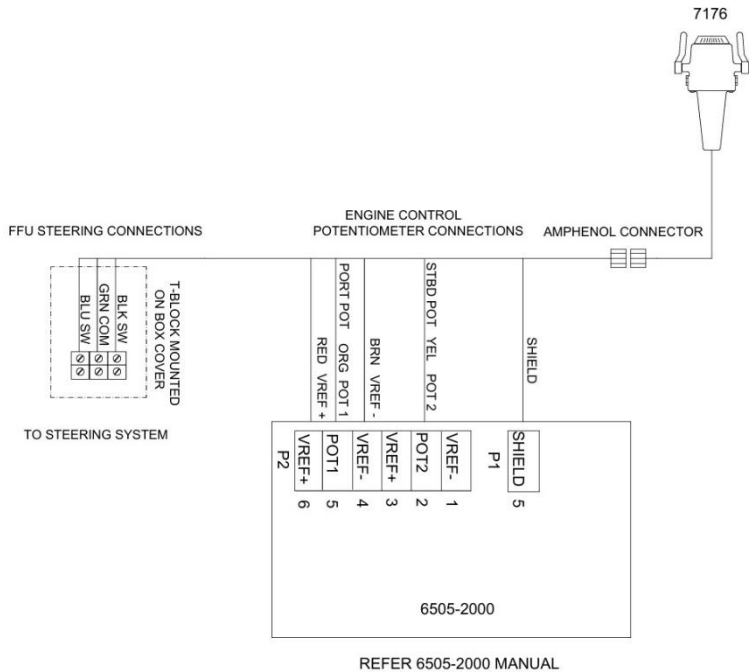 7176
FFU STEERING CONNECTIONS
ENGINE CONTROL
POTENTIOMETER CONNECTIONS
AMPHENOL CONNECTOR
BLU SW
GRN COM
BLK SW
T-BLOCK MOUNTED
ON BOX COVER
TO STEERING SYSTEM
RED VREF +
PORT POT ORG POT 1
BRN VREF -
STBD POT YEL POT 2
SHIELD
P2
VREF+ 6
POT1 5
VREF- 4
VREF+ 3
POT2 2
VREF- 1
P1
SHIELD 5
6505-2000
REFER 6505-2000 MANUAL